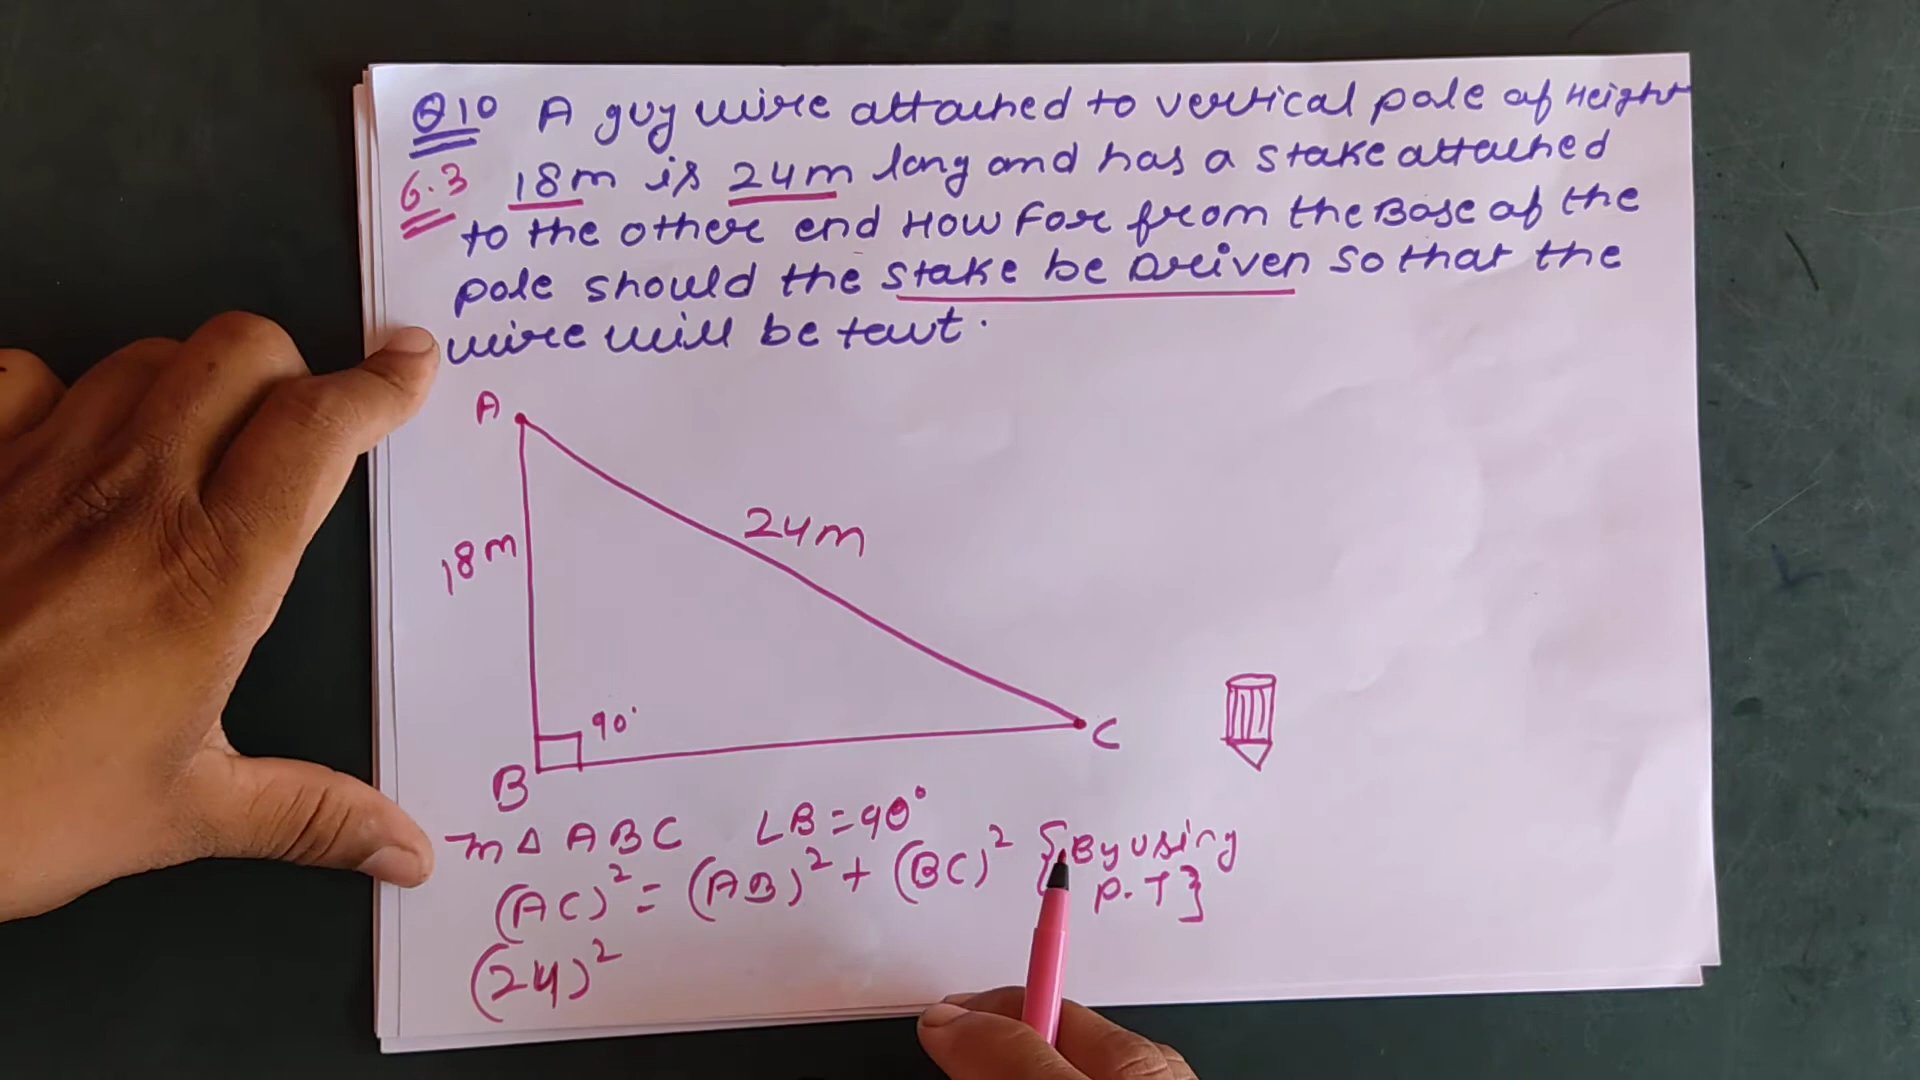 Q10 A guy wire attached to vertical pole of Height
6.3 18m is 24m long and has a stake attached
to the other end How For from the Base of the
pole should the stake be Driven so that the
wire will be taut.
A
18m
24m
90°
B
C
In Δ ABC ∠B = 90°
(AC)² = (AB)² + (BC)² {By using
P.T}
(24)²